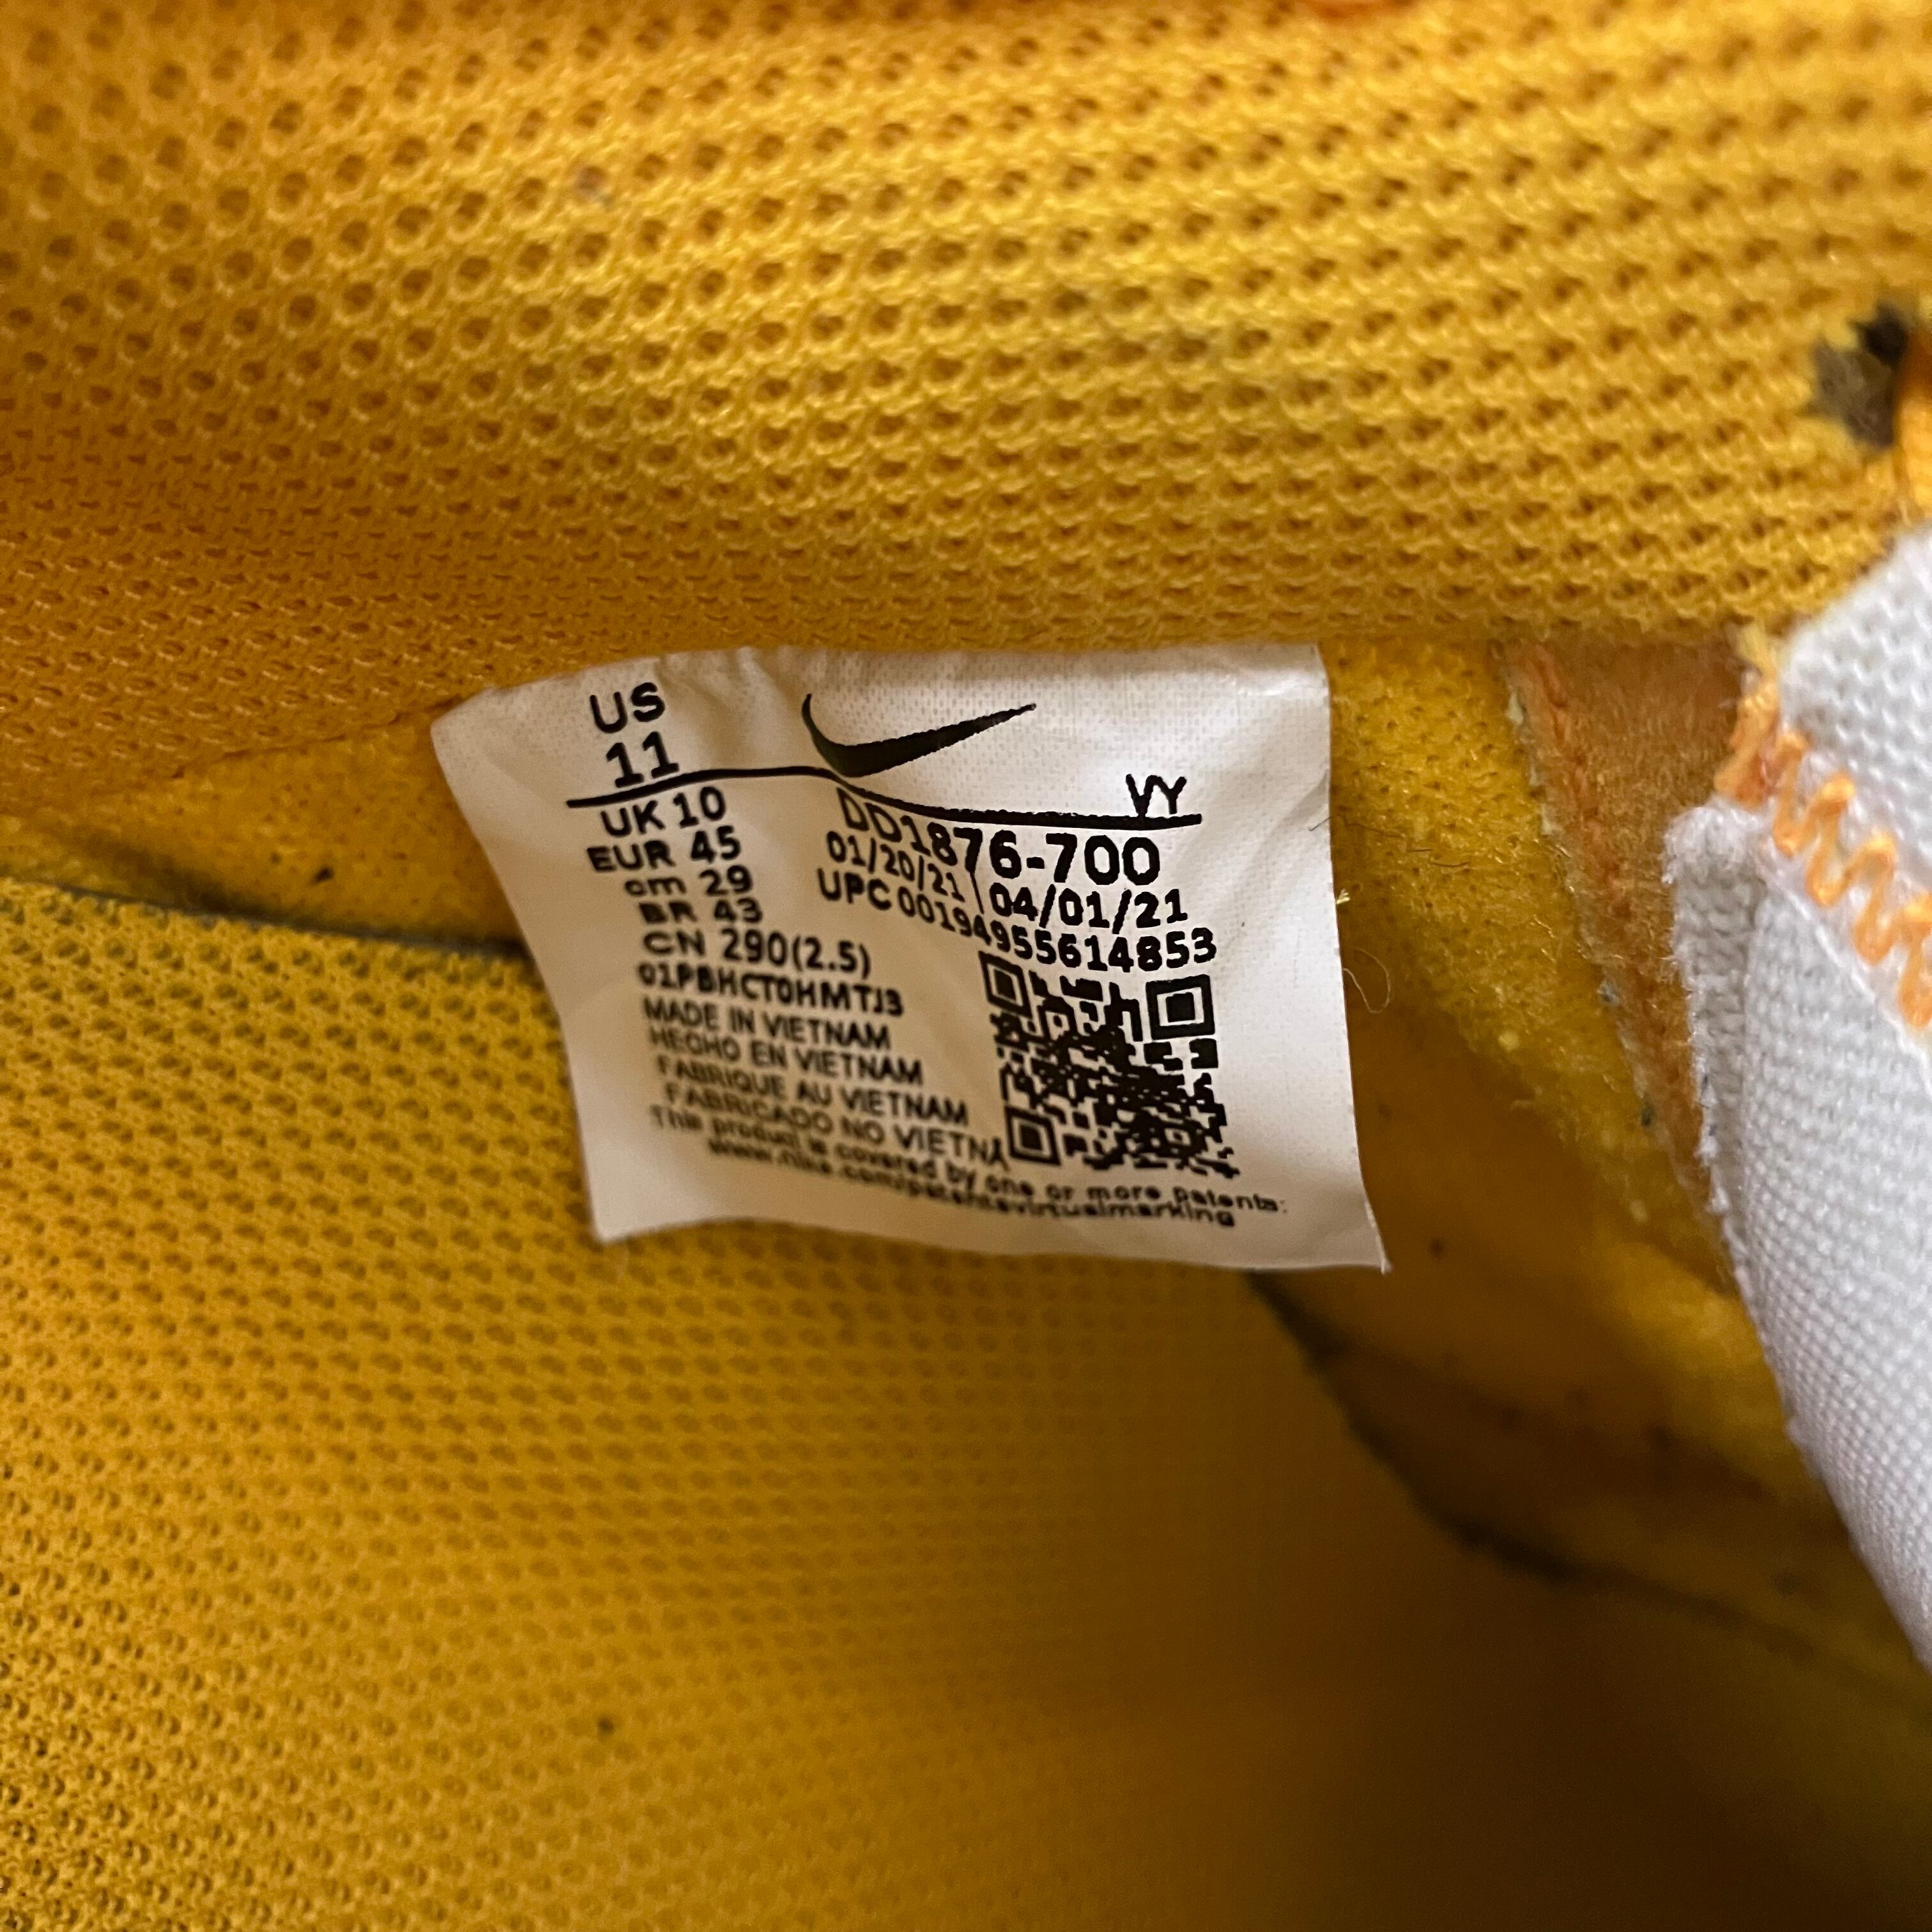 US
11
VY
UK 10
EUR 45
cm 29
BR 43
CN 290(2.5)
DD1876-700
01/20/21 \ 04/01/21
UPC 00194955614853
01PBHCT0HMTJ3
MADE IN VIETNAM
HECHO EN VIETNAM
FABRIQUE AU VIETNAM
FABRICADO NO VIETNA
This product is covered by one or more patents:
www.nike.com/patentsvirtualmarking